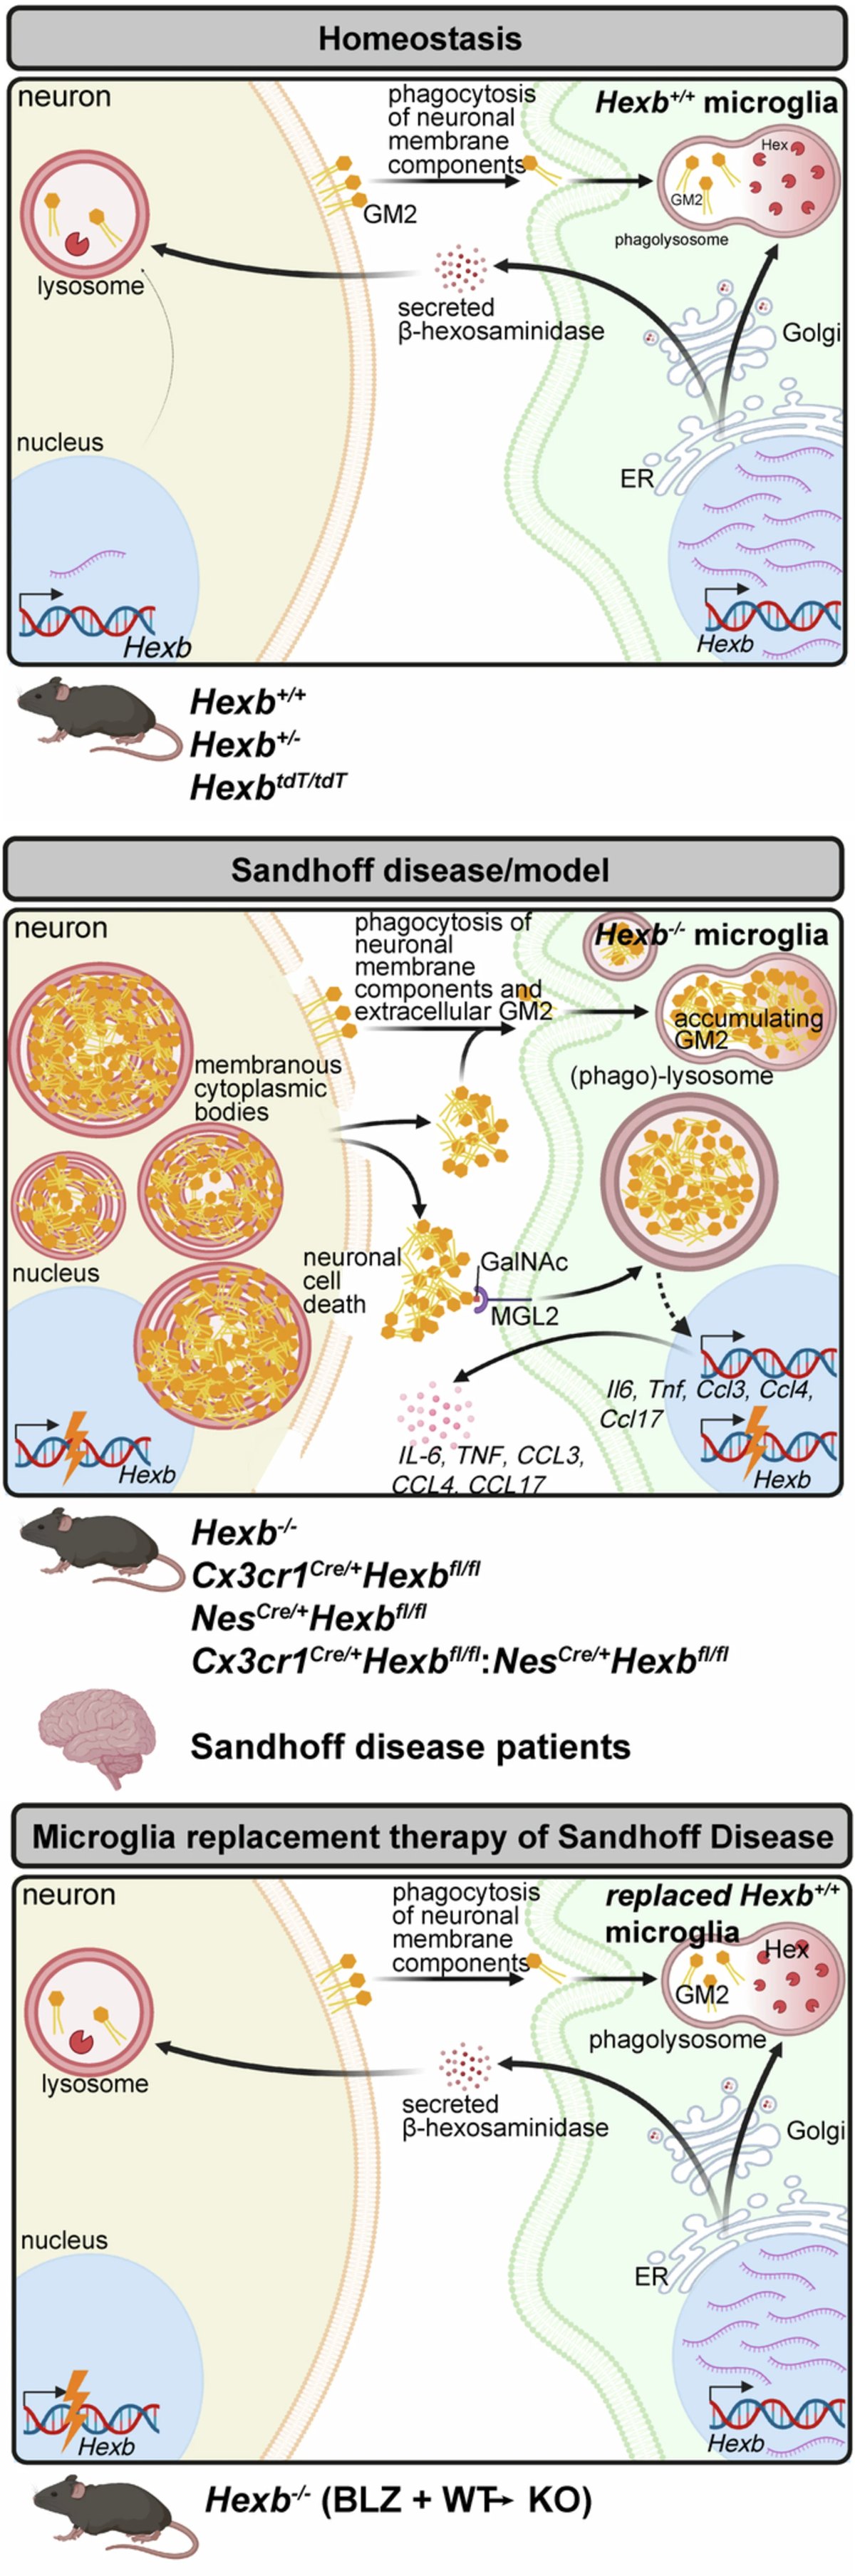 Homeostasis
neuron
phagocytosis
of neuronal
membrane
components
Hexb+/+ microglia
Hex
GM2
GM2
phagolysosome
lysosome
secreted
β-hexosaminidase
Golgi
nucleus
ER
Hexb
Hexb
Hexb+/+
Hexb+/-
HexbtdT/tdT
Sandhoff disease/model
neuron
phagocytosis of
neuronal
membrane
components and
extracellular GM2
Hexb-/- microglia
accumulating
GM2
(phago)-lysosome
membranous
cytoplasmic
bodies
nucleus
neuronal
cell
death
GalNAc
MGL2
Il6, Tnf, Ccl3, Ccl4,
Ccl17
IL-6, TNF, CCL3,
CCL4, CCL17
Hexb
Hexb
Hexb-/-
Cx3cr1Cre/+Hexbfl/fl
NesCre/+Hexbfl/fl
Cx3cr1Cre/+Hexbfl/fl:NesCre/+Hexbfl/fl
Sandhoff disease patients
Microglia replacement therapy of Sandhoff Disease
neuron
phagocytosis
of neuronal
membrane
components
replaced Hexb+/+
microglia
Hex
GM2
phagolysosome
lysosome
secreted
β-hexosaminidase
Golgi
nucleus
ER
Hexb
Hexb
Hexb-/- (BLZ + WT→ KO)